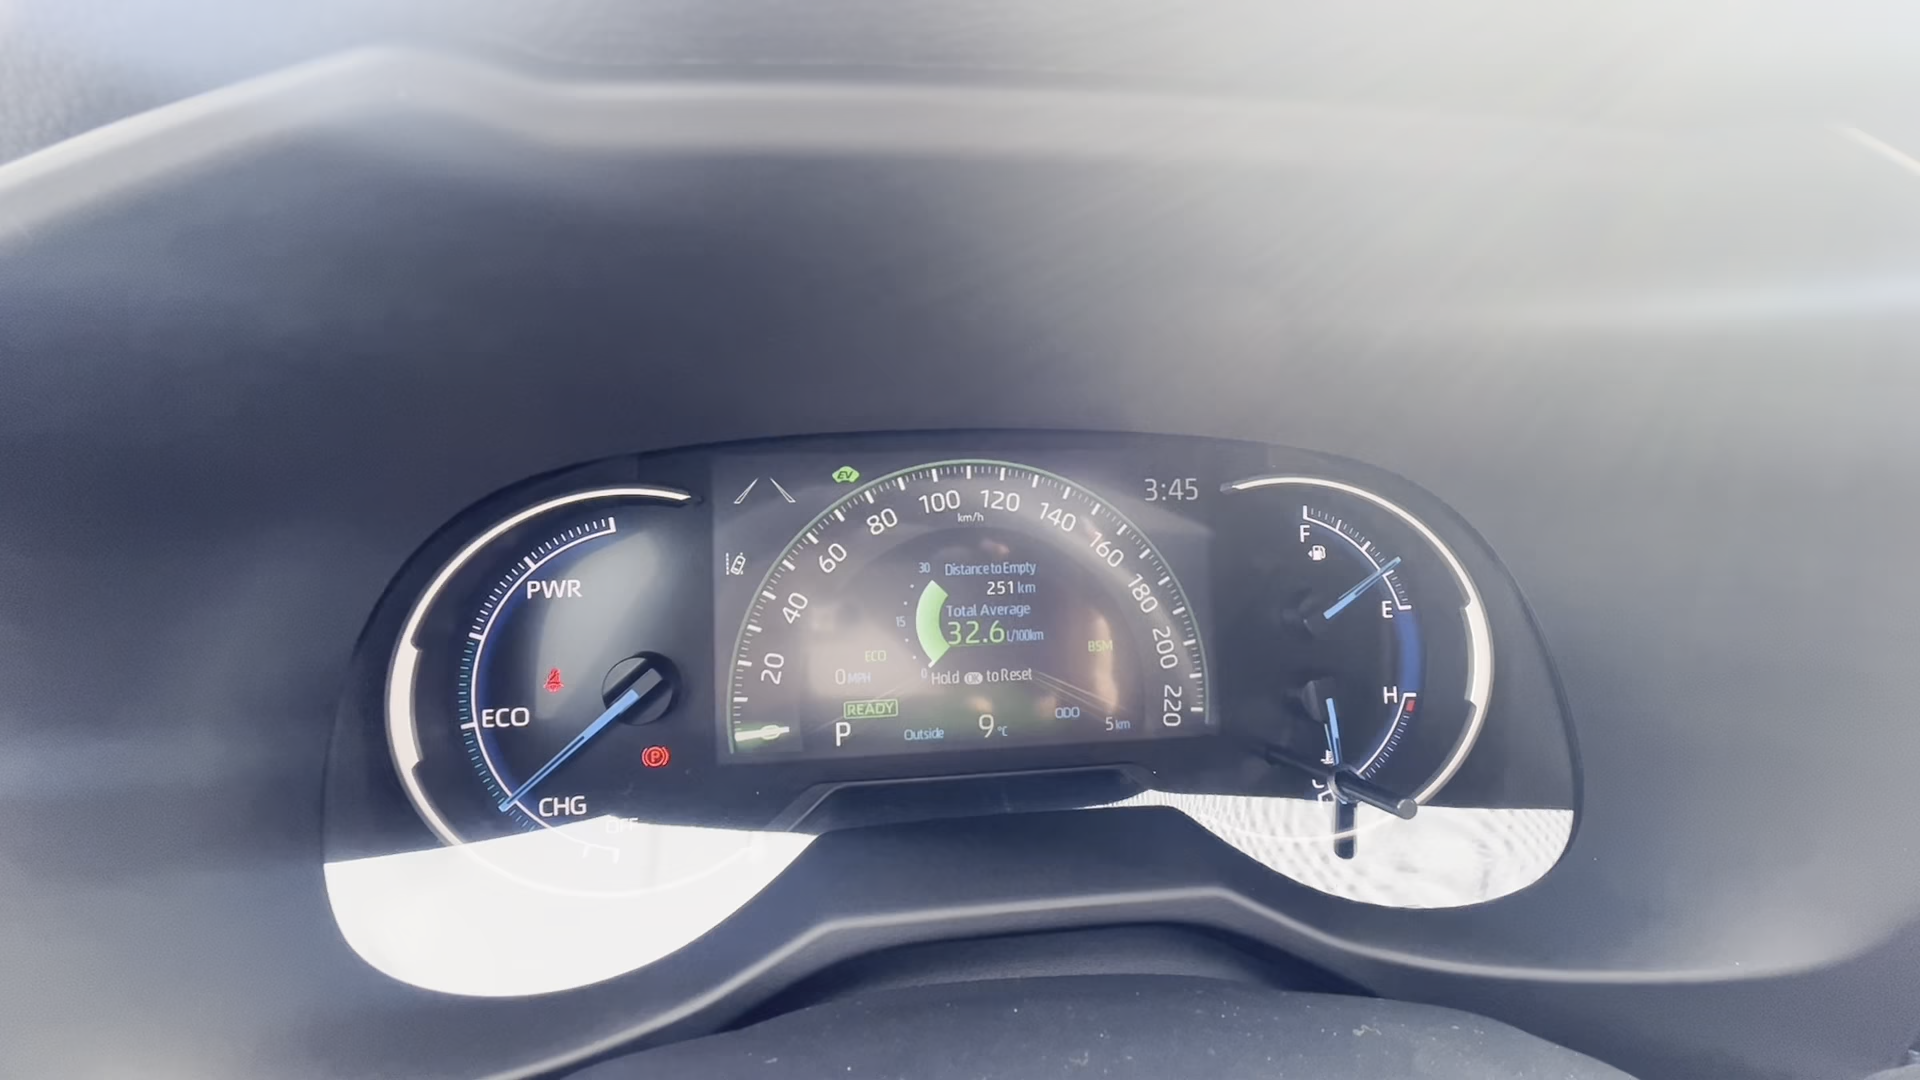 EV
3:45
100 120
80 140
km/h
60 160
40 180
20 200
220
30 Distance to Empty
251 km
Total Average
15 32.6 L/100km
ECO BSM
0 MPH
0 Hold OK to Reset
READY
P
Outside 9 °C
ODO 5 km
PWR
ECO
CHG
OFF
P
F
E
H